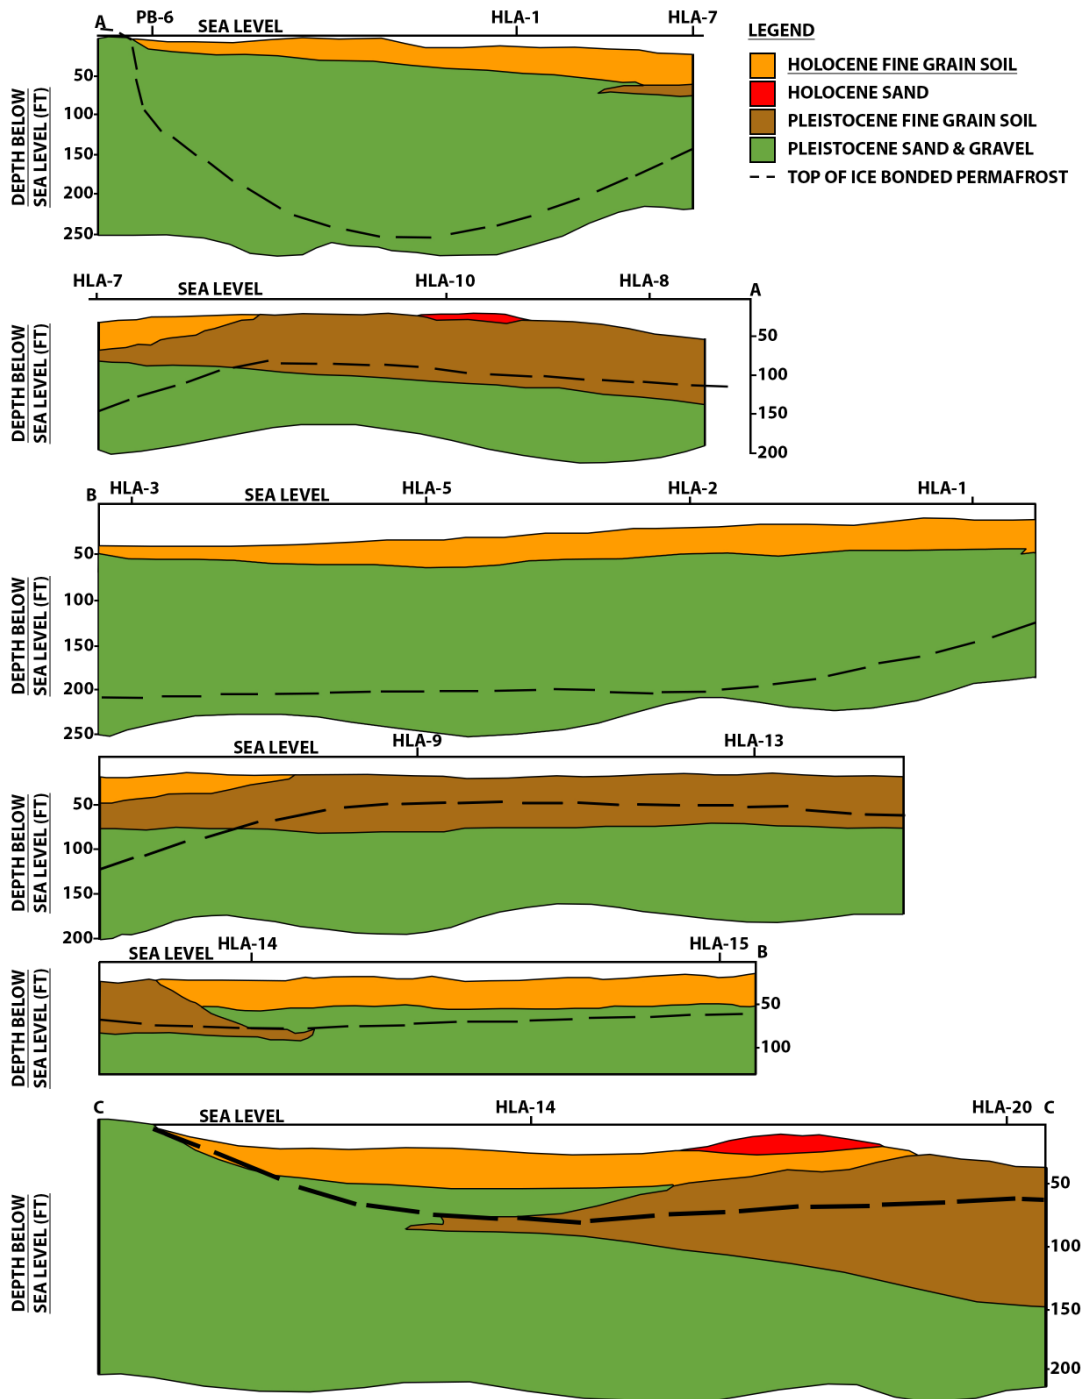 A PB-6 SEA LEVEL HLA-1 HLA-7
LEGEND
HOLOCENE FINE GRAIN SOIL
HOLOCENE SAND
PLEISTOCENE FINE GRAIN SOIL
PLEISTOCENE SAND & GRAVEL
TOP OF ICE BONDED PERMAFROST
DEPTH BELOW
SEA LEVEL (FT)
50
100
150
200
250
HLA-7 SEA LEVEL HLA-10 HLA-8 A
DEPTH BELOW
SEA LEVEL (FT)
50
100
150
200
B HLA-3 SEA LEVEL HLA-5 HLA-2 HLA-1
DEPTH BELOW
SEA LEVEL (FT)
50
100
150
200
250
SEA LEVEL HLA-9 HLA-13
DEPTH BELOW
SEA LEVEL (FT)
50
100
150
200
SEA LEVEL HLA-14 HLA-15 B
DEPTH BELOW
SEA LEVEL (FT)
50
100
C SEA LEVEL HLA-14 HLA-20 C
DEPTH BELOW
SEA LEVEL (FT)
50
100
150
200